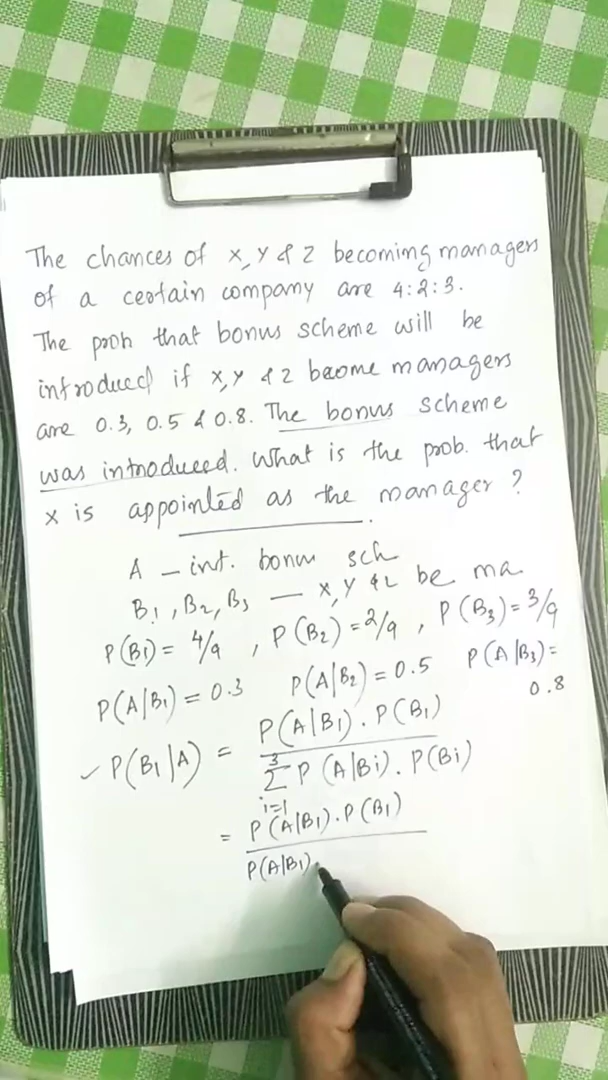 The chances of X, Y & Z becoming managers
of a certain company are 4:2:3.
The proh that bonus scheme will be
introduced if X, Y & Z become managers
are 0.3, 0.5 & 0.8. The bonus scheme
was introduceed. What is the prob. that
X is appointed as the manager?
A – int. bonus sch
B1, B2, B3 — X, Y & Z be ma
P(B1) = 4/9, P(B2) = 2/9, P(B3) = 3/9
P(A|B1) = 0.3 P(A|B2) = 0.5 P(A|B3) =
0.8
✓ P(B1|A) = P(A|B1) . P(B1)
3
Σ P(A|Bi) . P(Bi)
i=1
= P(A|B1) . P(B1)
P(A|B1) .